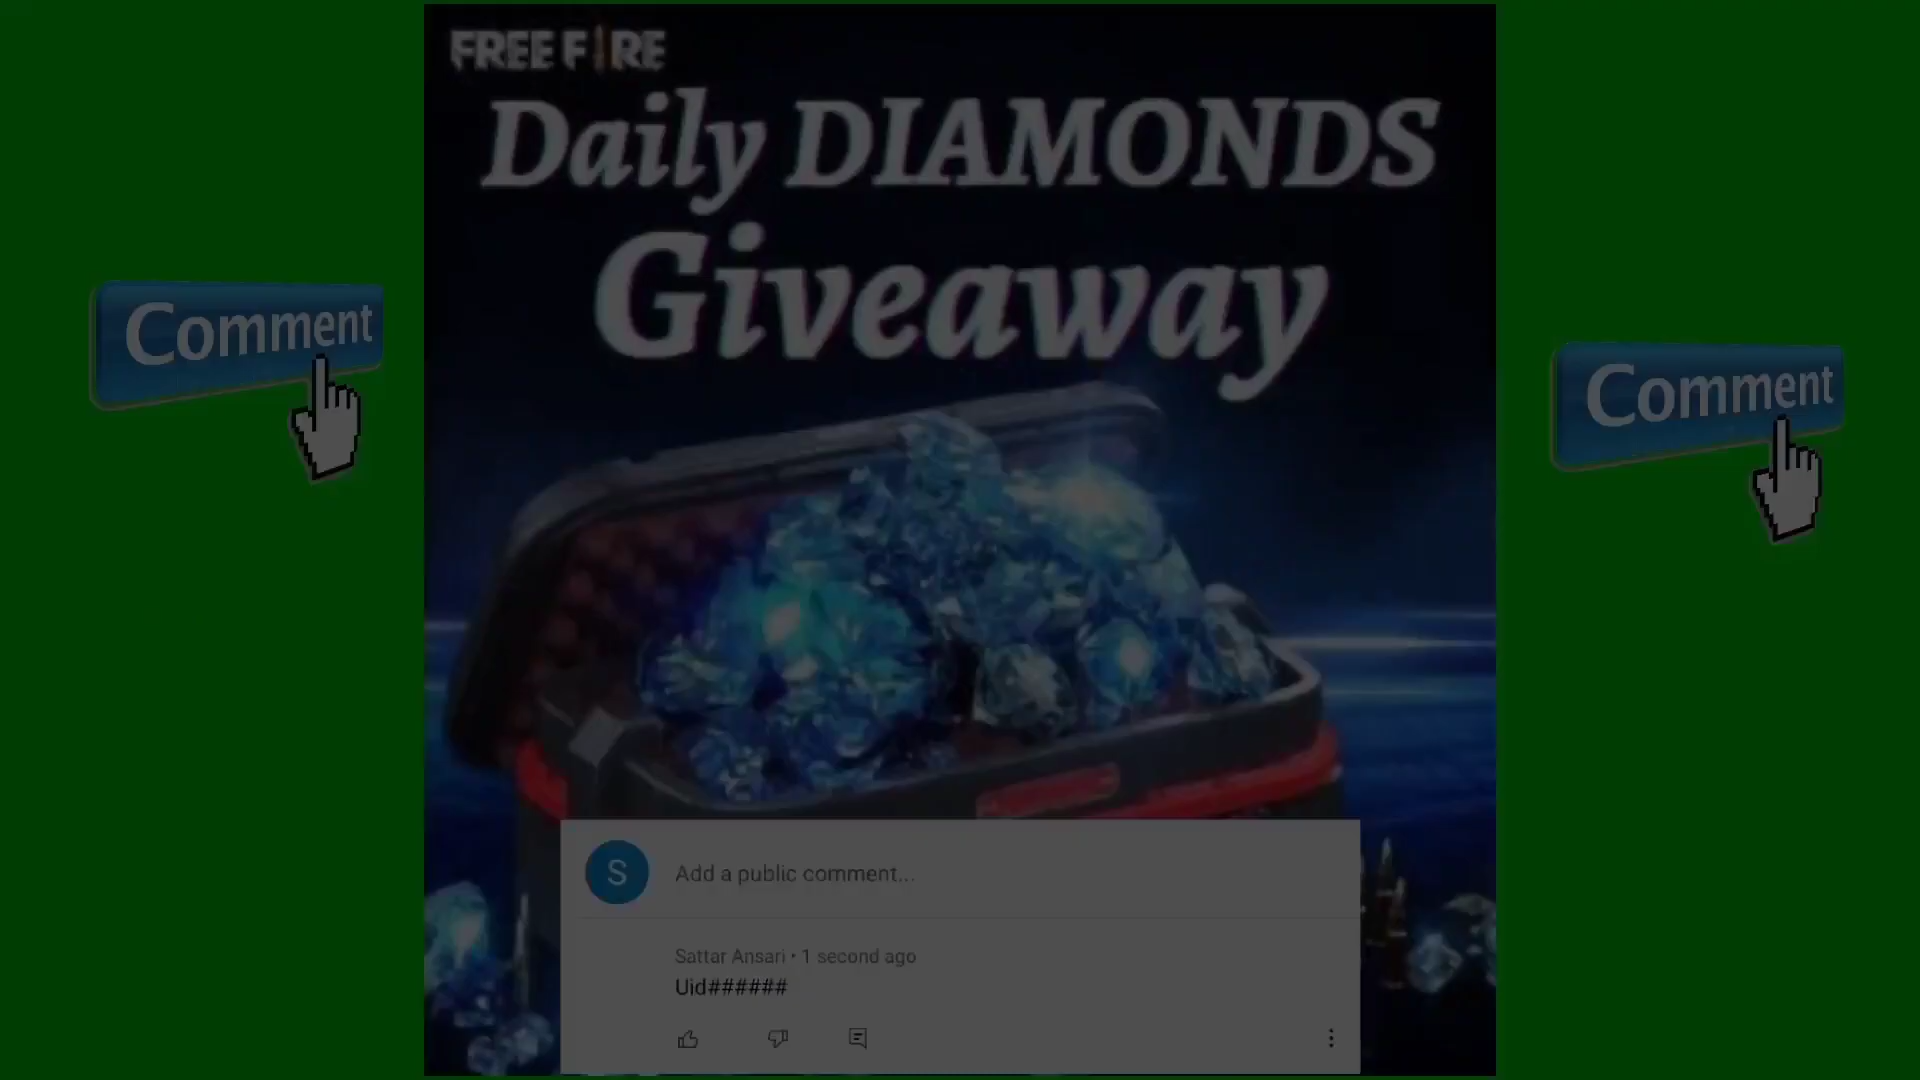 FREE FIRE
Daily DIAMONDS
Giveaway
Comment
Comment
S
Add a public comment...
Sattar Ansari • 1 second ago
Uid######